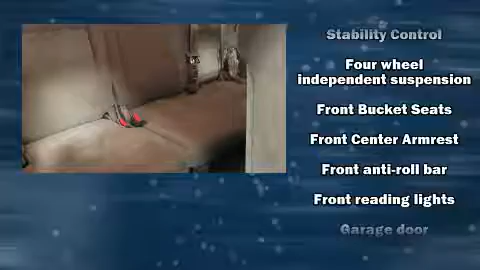 Stability Control
Four wheel
independent suspension
Front Bucket Seats
Front Center Armrest
Front anti-roll bar
Front reading lights
Garage door